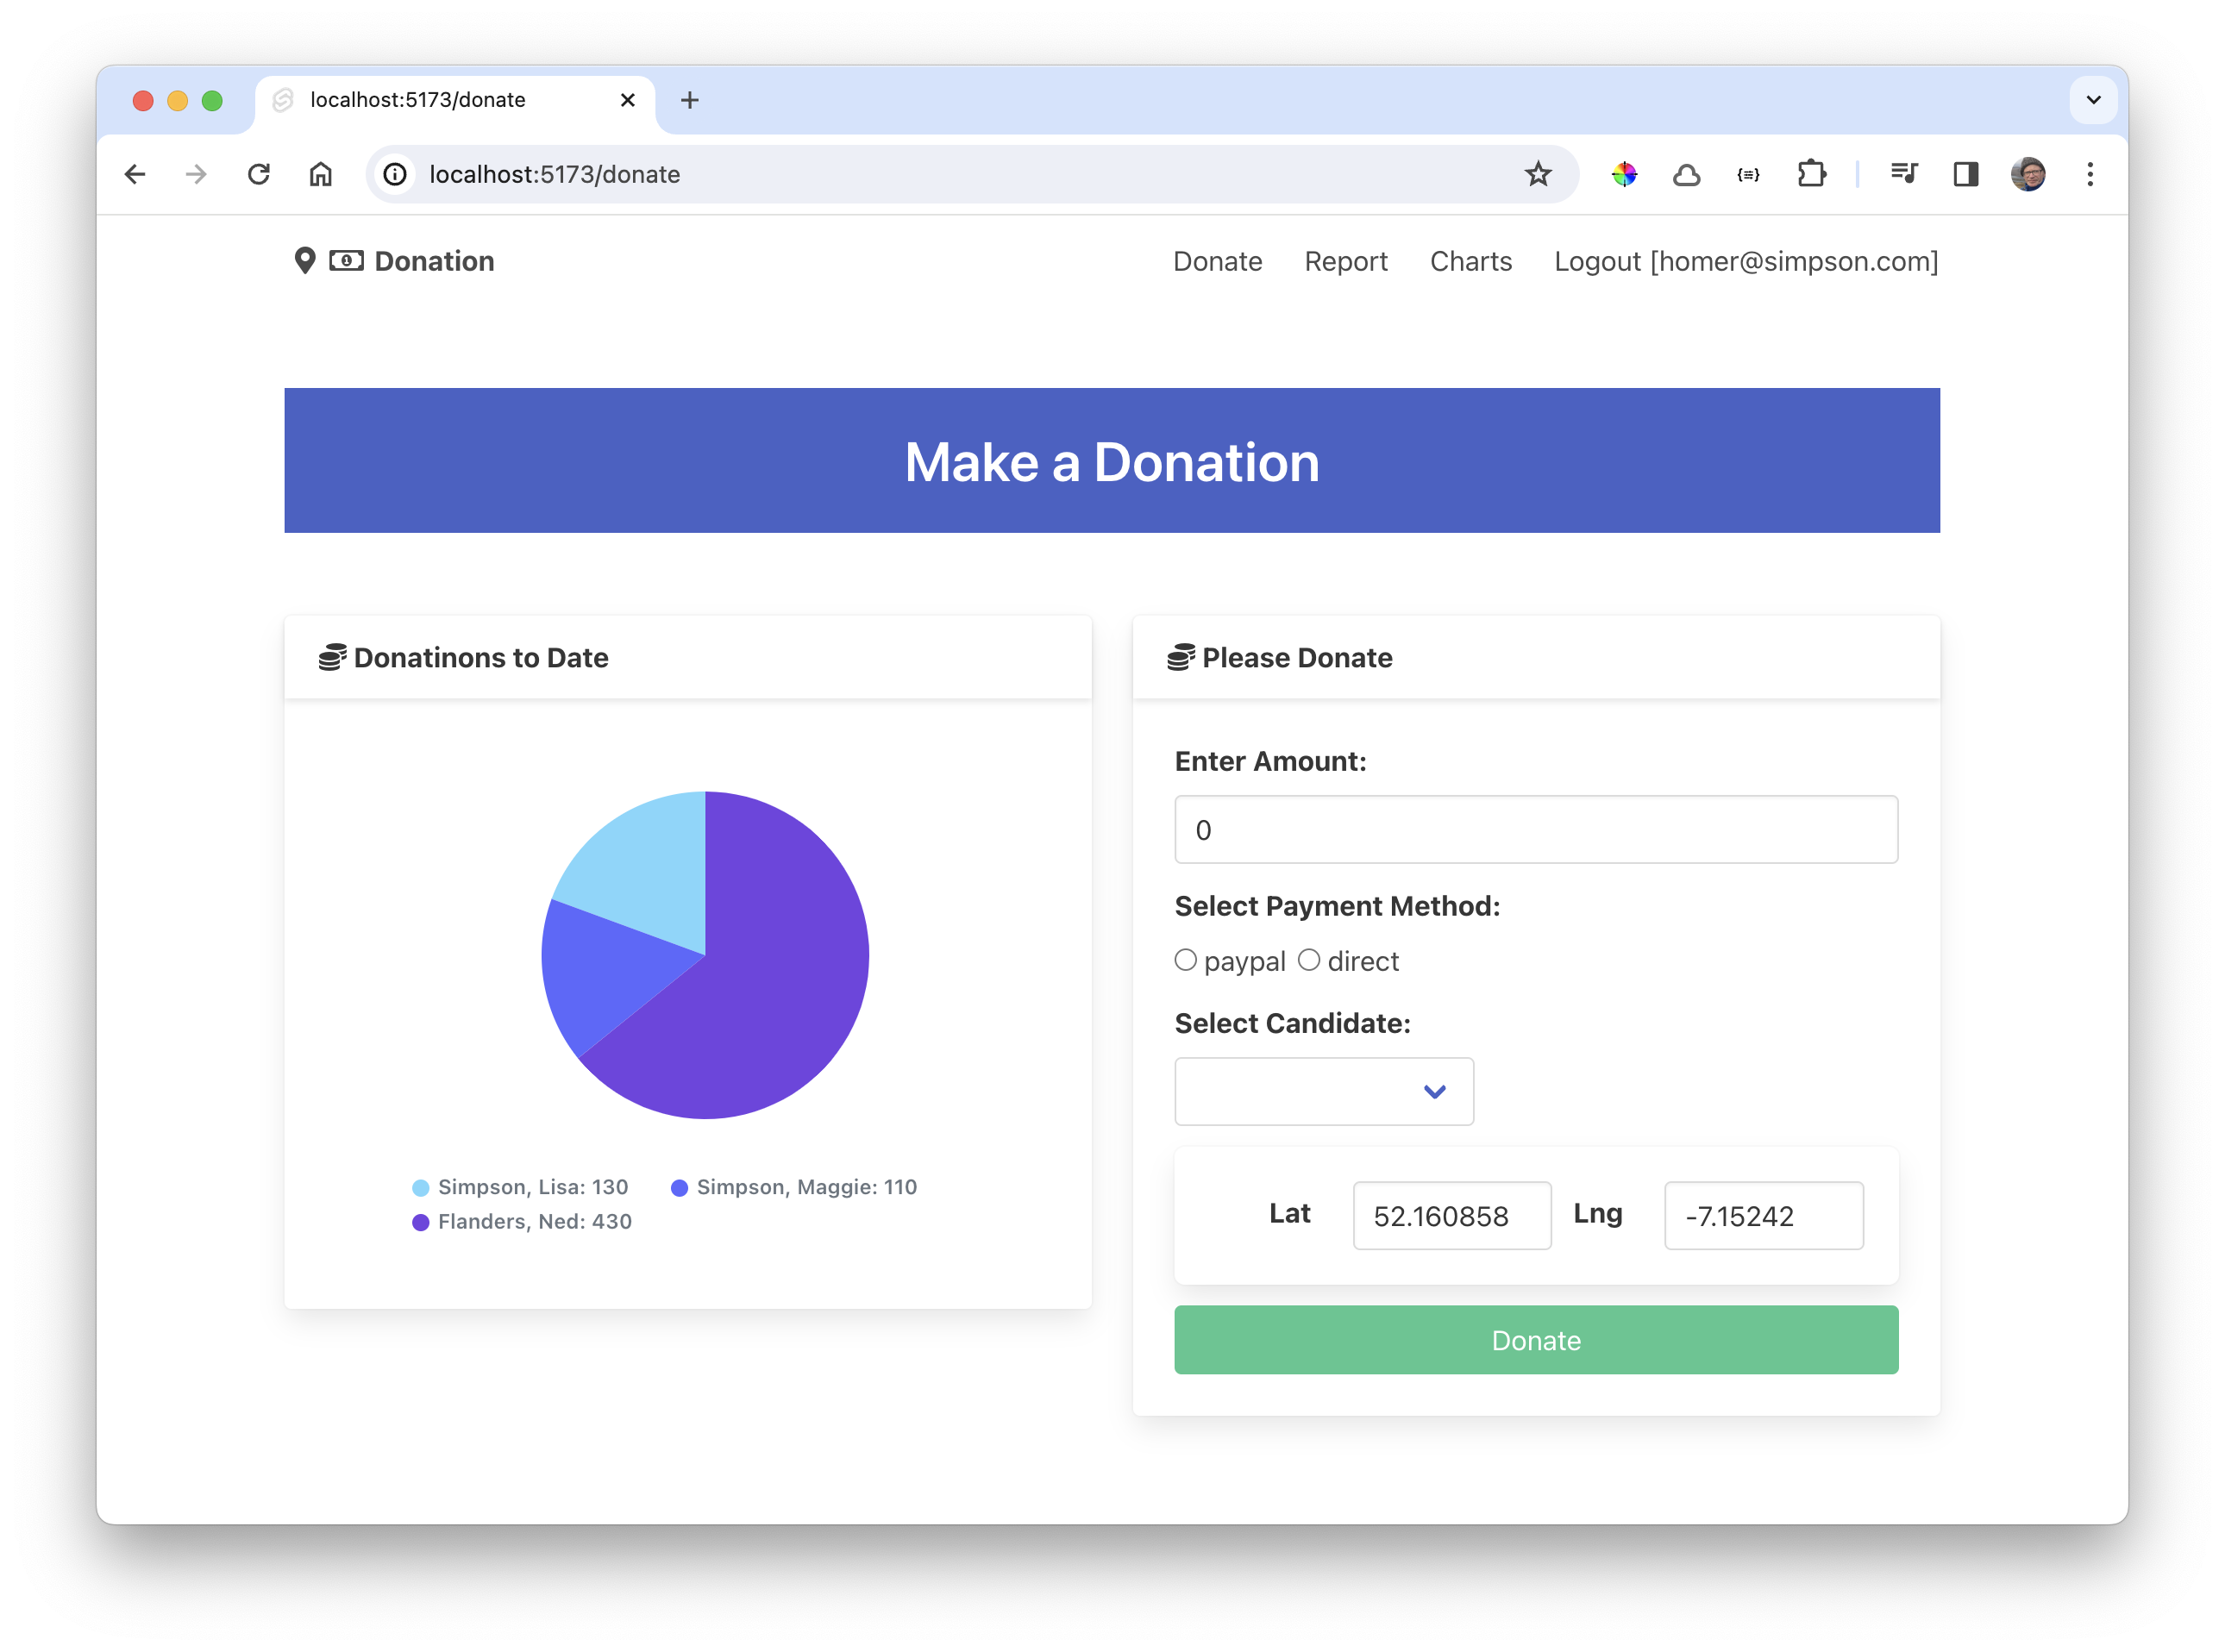 localhost:5173/donate
localhost:5173/donate
Donation
Donate Report Charts Logout [homer@simpson.com]
Make a Donation
Donatinons to Date
Simpson, Lisa: 130 Simpson, Maggie: 110
Flanders, Ned: 430
Please Donate
Enter Amount:
0
Select Payment Method:
paypal direct
Select Candidate:
Lat 52.160858 Lng -7.15242
Donate